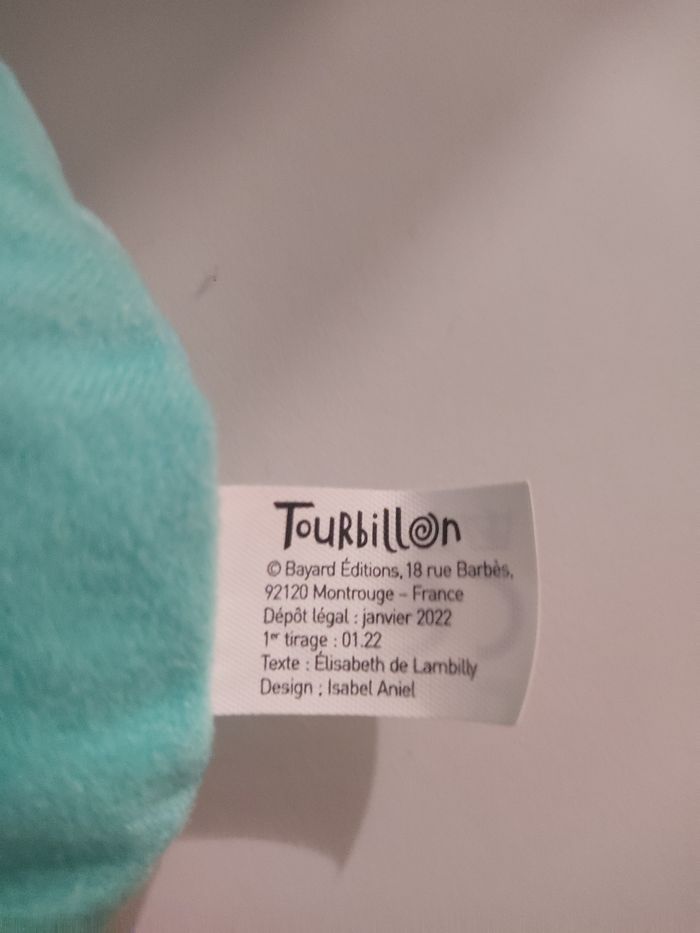 Tourbillon
© Bayard Éditions, 18 rue Barbès,
92120 Montrouge – France
Dépôt légal : janvier 2022
1er tirage : 01.22
Texte : Élisabeth de Lambilly
Design : Isabel Aniel